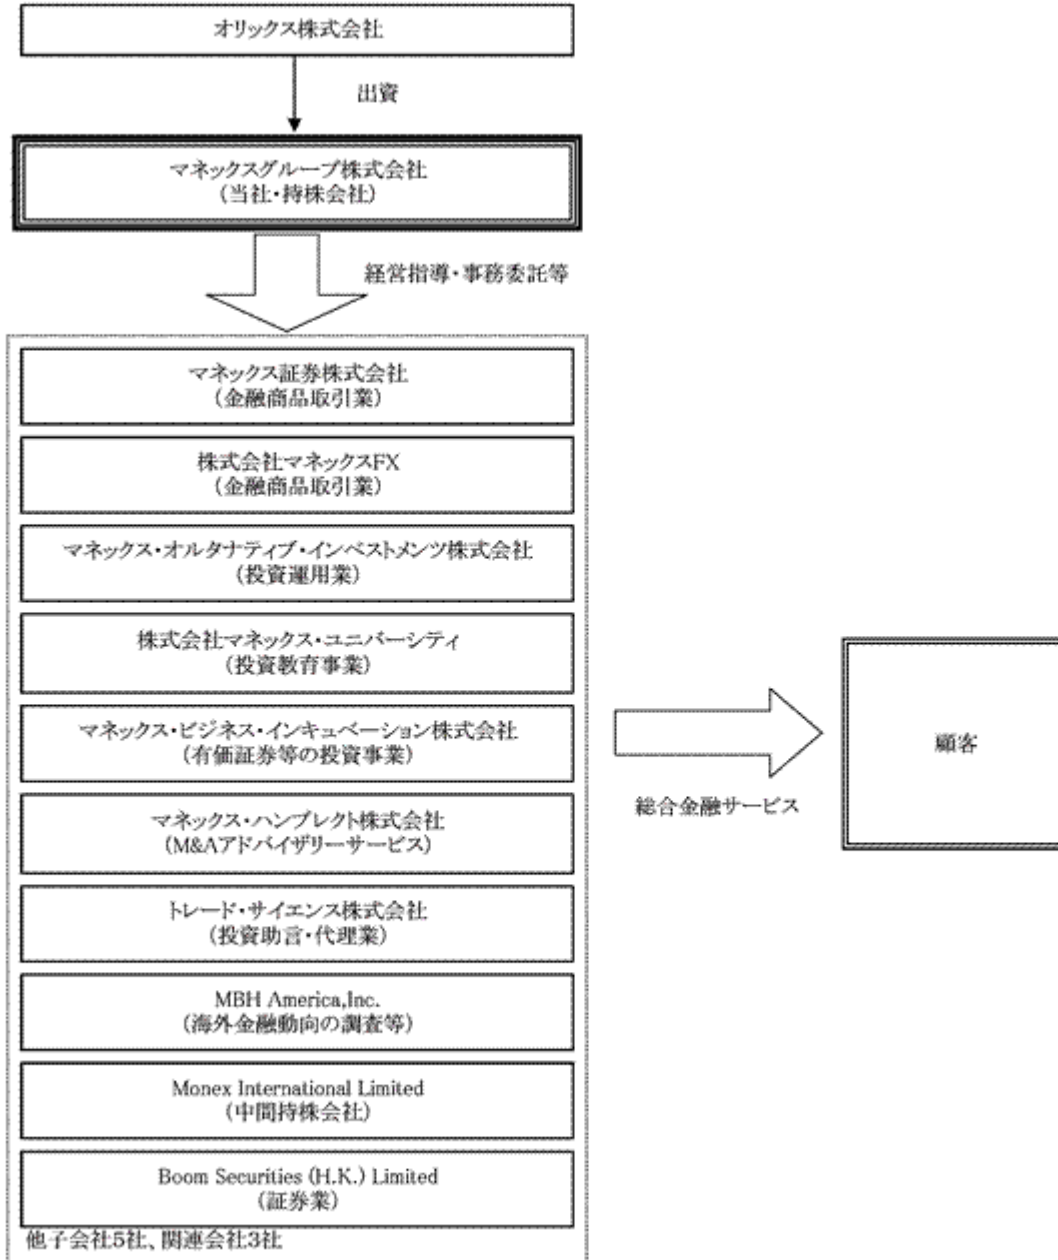 オリックス株式会社
出資
マネックスグループ株式会社
(当社・持株会社)
経営指導・事務委託等
マネックス証券株式会社
(金融商品取引業)
株式会社マネックスFX
(金融商品取引業)
マネックス・オルタナティブ・インベストメンツ株式会社
(投資運用業)
株式会社マネックス・ユニバーシティ
(投資教育事業)
マネックス・ビジネス・インキュベーション株式会社
(有価証券等の投資事業)
マネックス・ハンブレクト株式会社
(M&Aアドバイザリーサービス)
トレード・サイエンス株式会社
(投資助言・代理業)
MBH America,Inc.
(海外金融動向の調査等)
Monex International Limited
(中間持株会社)
Boom Securities (H.K.) Limited
(証券業)
他子会社5社、関連会社3社
総合金融サービス
顧客